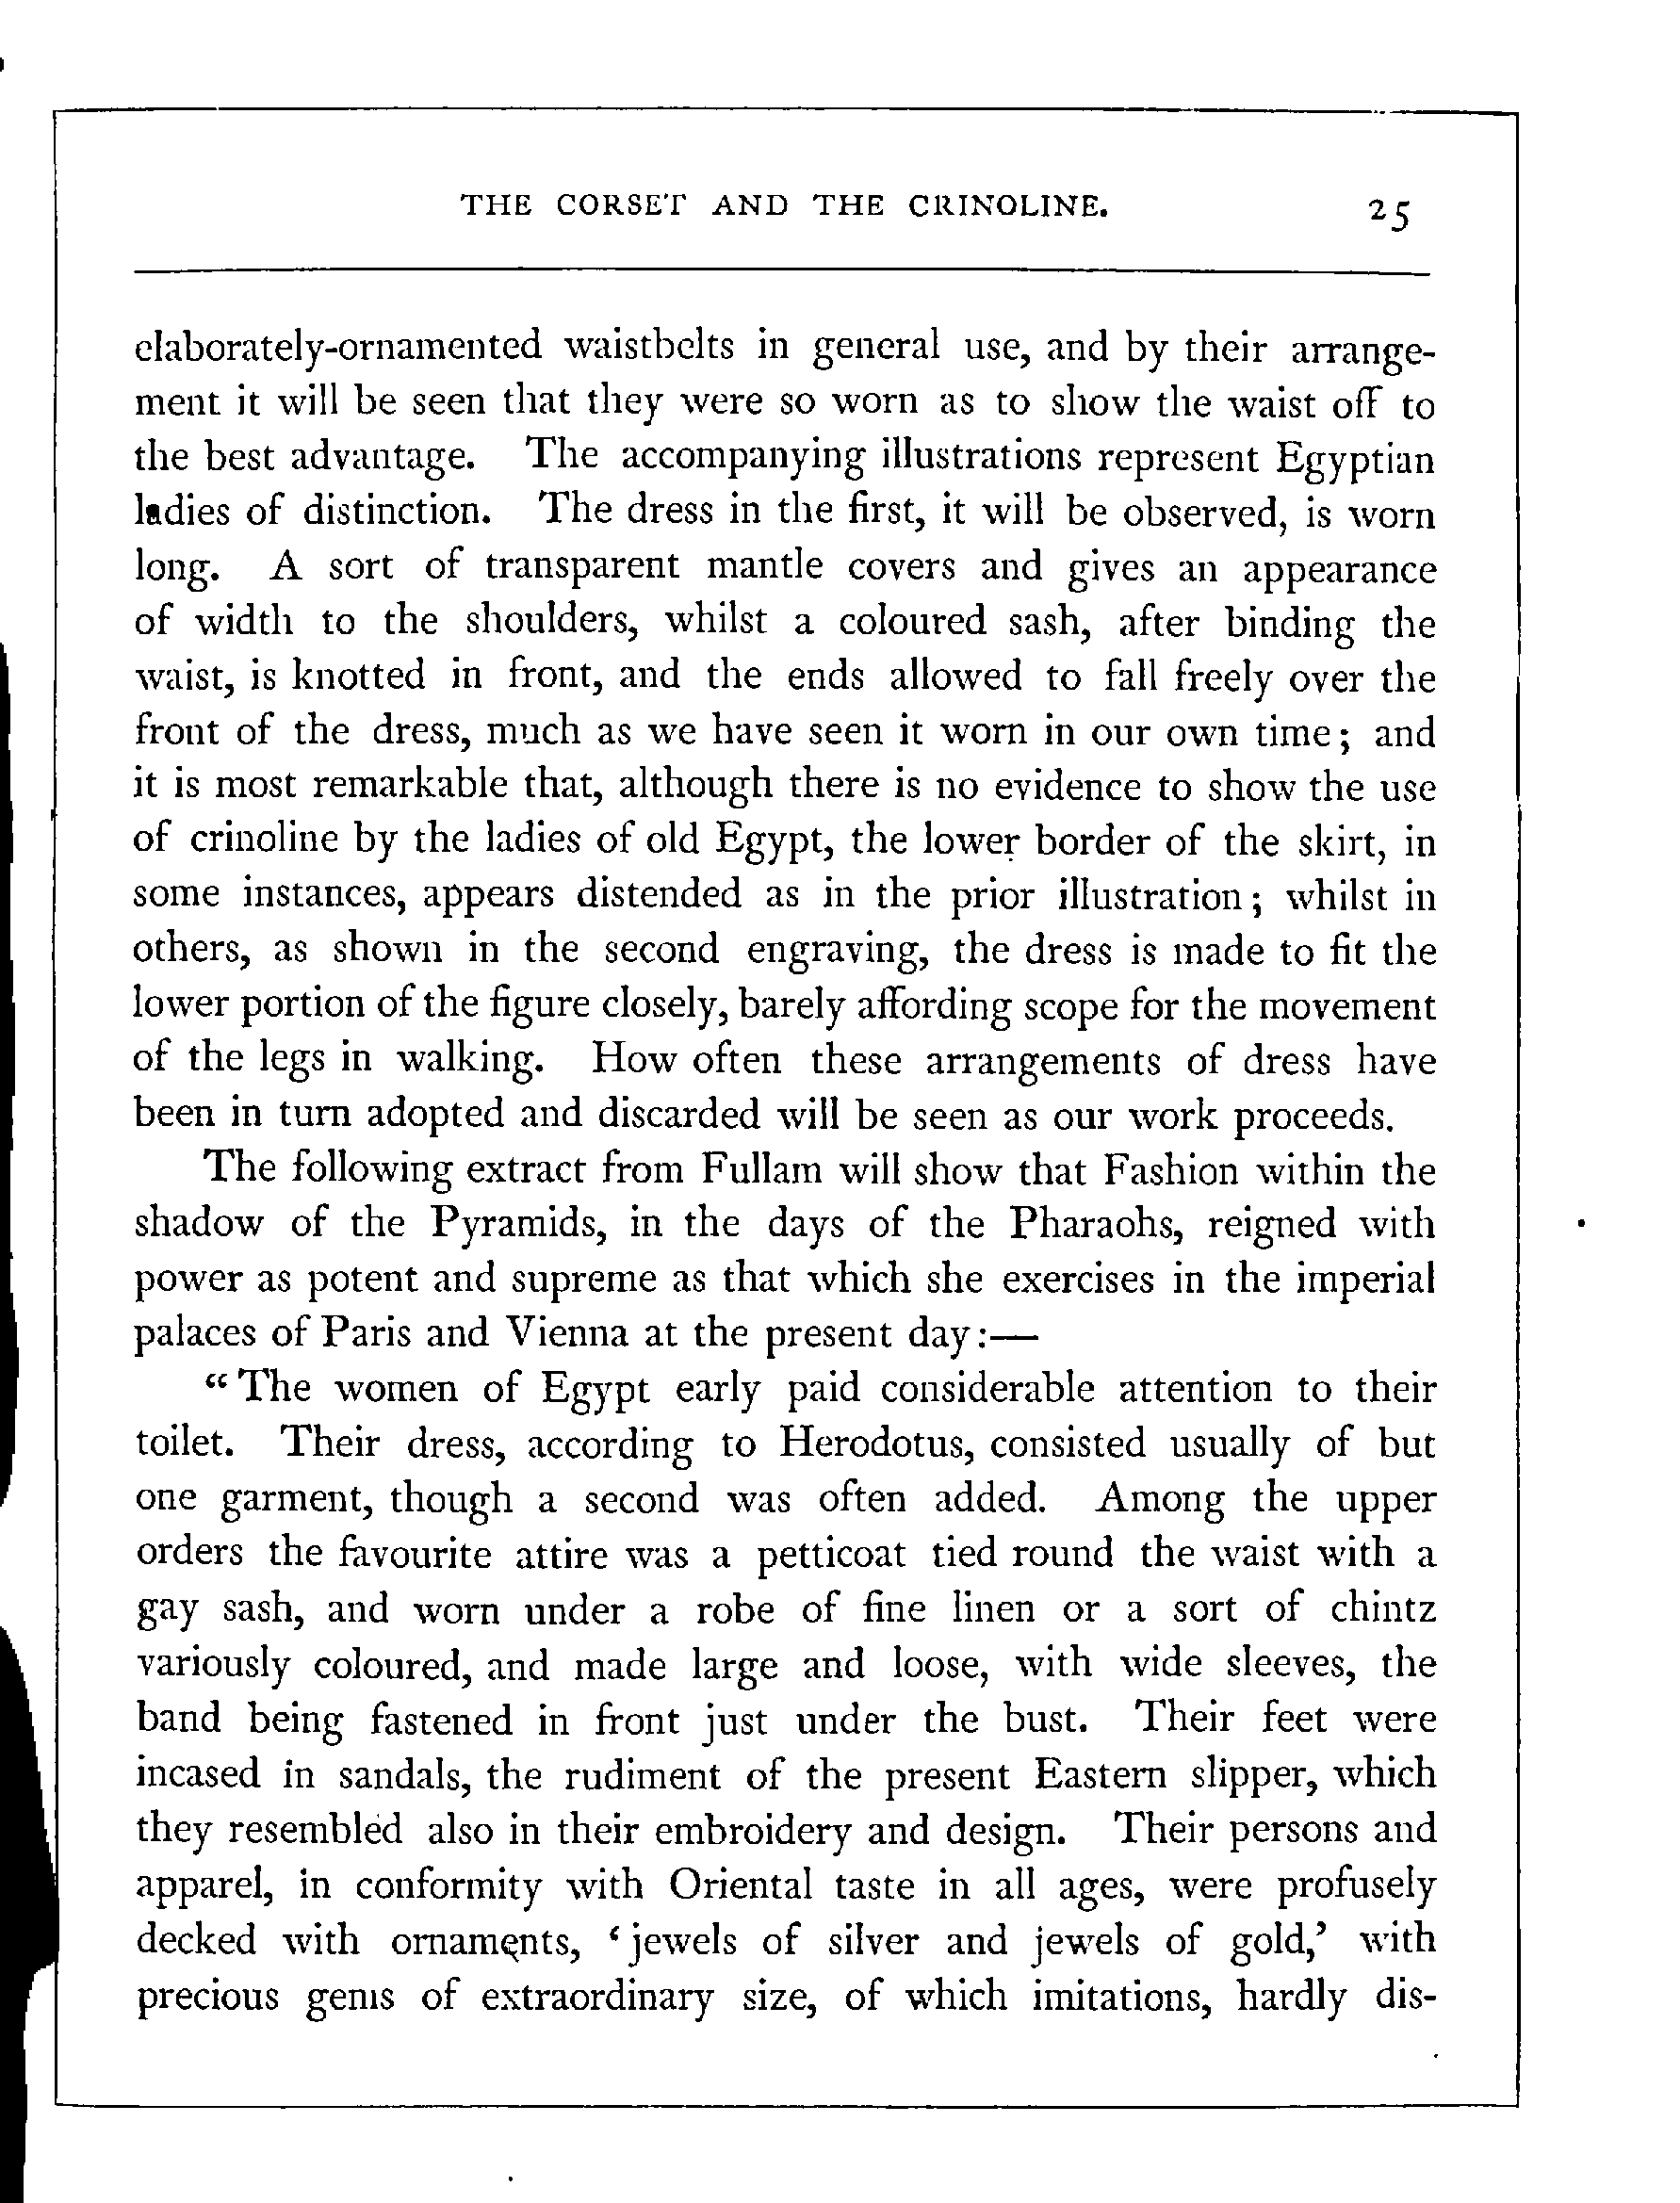 THE CORSET AND THE CRINOLINE. 25
elaborately-ornamented waistbelts in general use, and by their arrange-
ment it will be seen that they were so worn as to show the waist off to
the best advantage. The accompanying illustrations represent Egyptian
ladies of distinction. The dress in the first, it will be observed, is worn
long. A sort of transparent mantle covers and gives an appearance
of width to the shoulders, whilst a coloured sash, after binding the
waist, is knotted in front, and the ends allowed to fall freely over the
front of the dress, much as we have seen it worn in our own time; and
it is most remarkable that, although there is no evidence to show the use
of crinoline by the ladies of old Egypt, the lower border of the skirt, in
some instances, appears distended as in the prior illustration; whilst in
others, as shown in the second engraving, the dress is made to fit the
lower portion of the figure closely, barely affording scope for the movement
of the legs in walking. How often these arrangements of dress have
been in turn adopted and discarded will be seen as our work proceeds.
The following extract from Fullam will show that Fashion within the
shadow of the Pyramids, in the days of the Pharaohs, reigned with
power as potent and supreme as that which she exercises in the imperial
palaces of Paris and Vienna at the present day:—
“The women of Egypt early paid considerable attention to their
toilet. Their dress, according to Herodotus, consisted usually of but
one garment, though a second was often added. Among the upper
orders the favourite attire was a petticoat tied round the waist with a
gay sash, and worn under a robe of fine linen or a sort of chintz
variously coloured, and made large and loose, with wide sleeves, the
band being fastened in front just under the bust. Their feet were
incased in sandals, the rudiment of the present Eastern slipper, which
they resembled also in their embroidery and design. Their persons and
apparel, in conformity with Oriental taste in all ages, were profusely
decked with ornaments, ‘jewels of silver and jewels of gold,’ with
precious gems of extraordinary size, of which imitations, hardly dis-